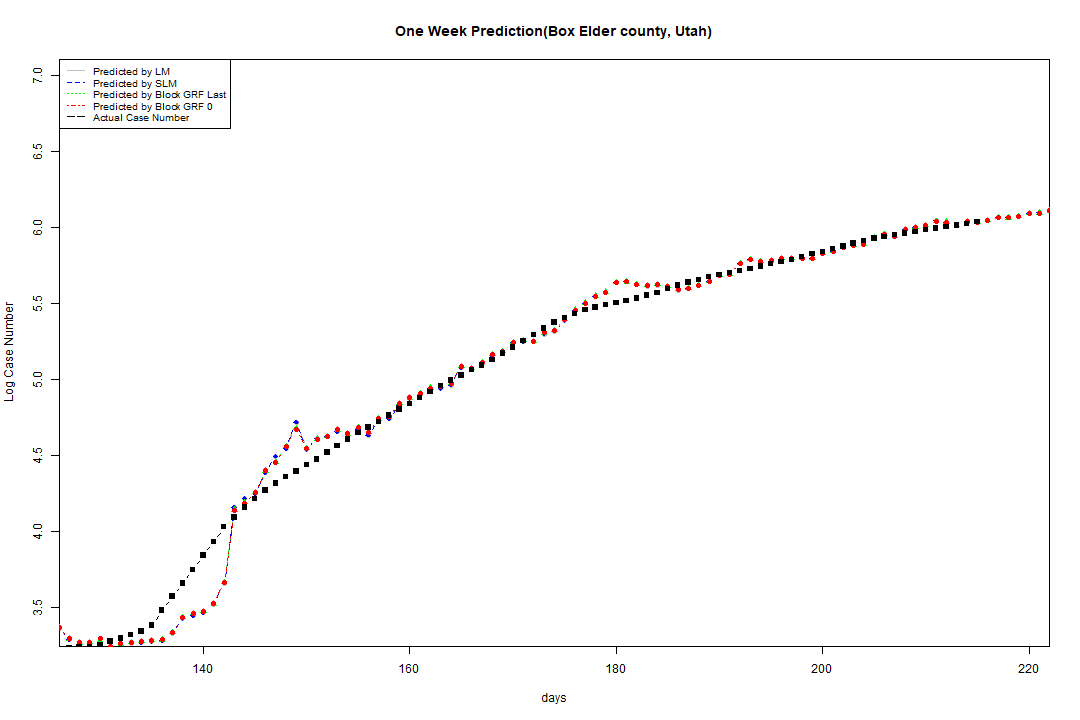 One Week Prediction(Box Elder county, Utah)
Predicted by LM
Predicted by SLM
Predicted by Block GRF Last
Predicted by Block GRF 0
Actual Case Number
7.0
6.5
6.0
5.5
5.0
4.5
4.0
3.5
Log Case Number
140 160 180 200 220
days